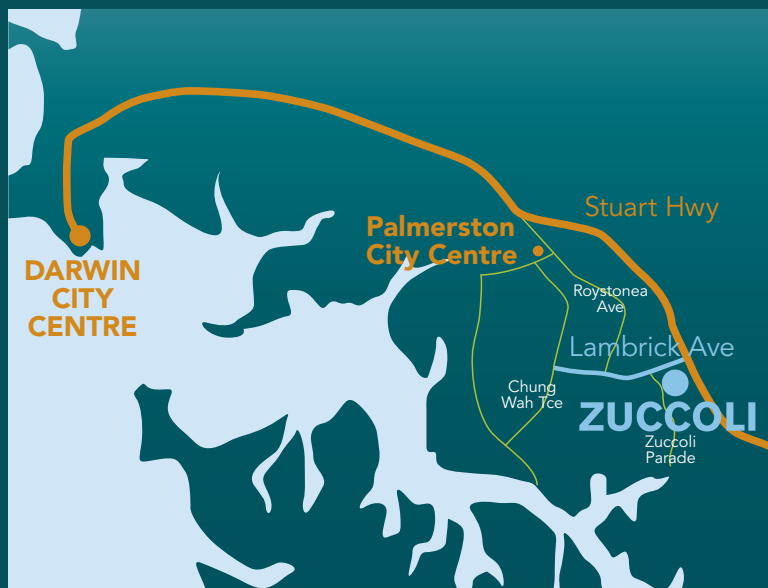 Stuart Hwy
Palmerston
City Centre
DARWIN
CITY
CENTRE
Roystonea
Ave
Lambrick Ave
Chung
Wah Tce
ZUCCOLI
Zuccoli
Parade